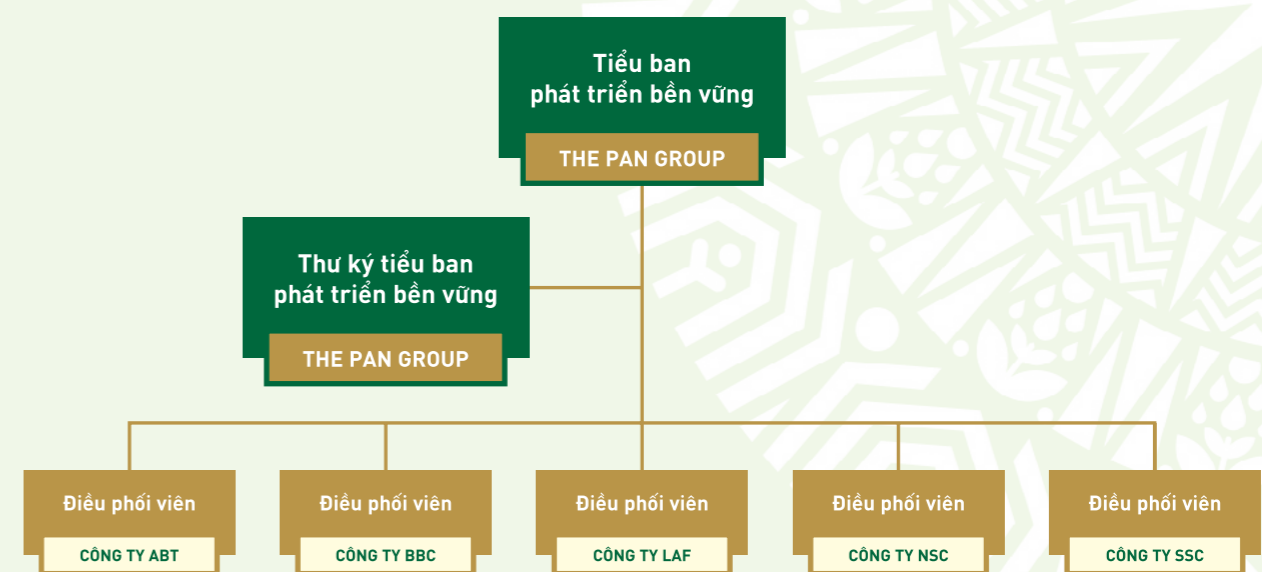 Tiểu ban
phát triển bền vững
THE PAN GROUP
Thư ký tiểu ban
phát triển bền vững
THE PAN GROUP
Điều phối viên
CÔNG TY ABT
Điều phối viên
CÔNG TY BBC
Điều phối viên
CÔNG TY LAF
Điều phối viên
CÔNG TY NSC
Điều phối viên
CÔNG TY SSC